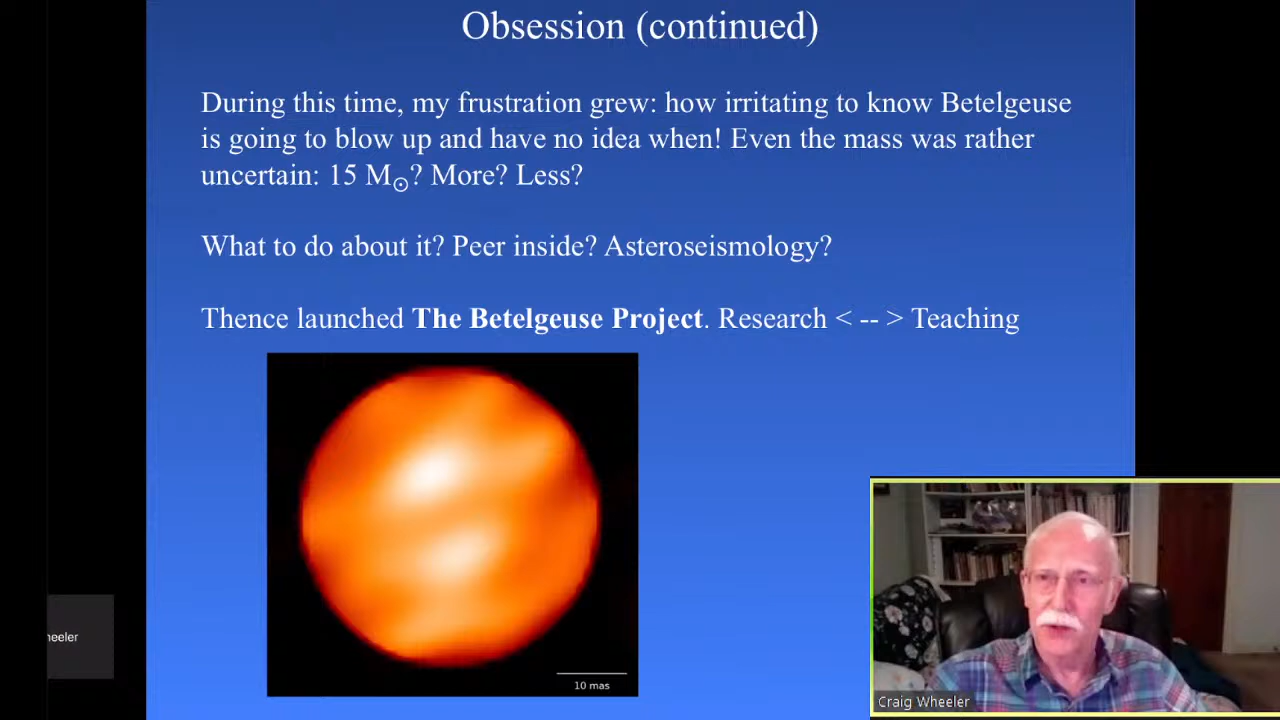 Obsession (continued)
During this time, my frustration grew: how irritating to know Betelgeuse
is going to blow up and have no idea when! Even the mass was rather
uncertain: 15 M☉? More? Less?
What to do about it? Peer inside? Asteroseismology?
Thence launched The Betelgeuse Project. Research < -- > Teaching
10 mas
heeler
Craig Wheeler